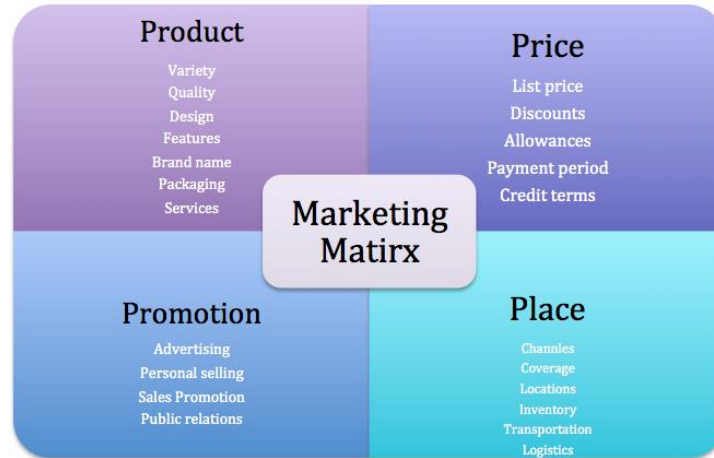 Product
Variety
Quality
Design
Features
Brand name
Packaging
Services
Price
List price
Discounts
Allowances
Payment period
Credit terms
Marketing
Matirx
Promotion
Advertising
Personal selling
Sales Promotion
Public relations
Place
Channles
Coverage
Locations
Inventory
Transportation
Logistics